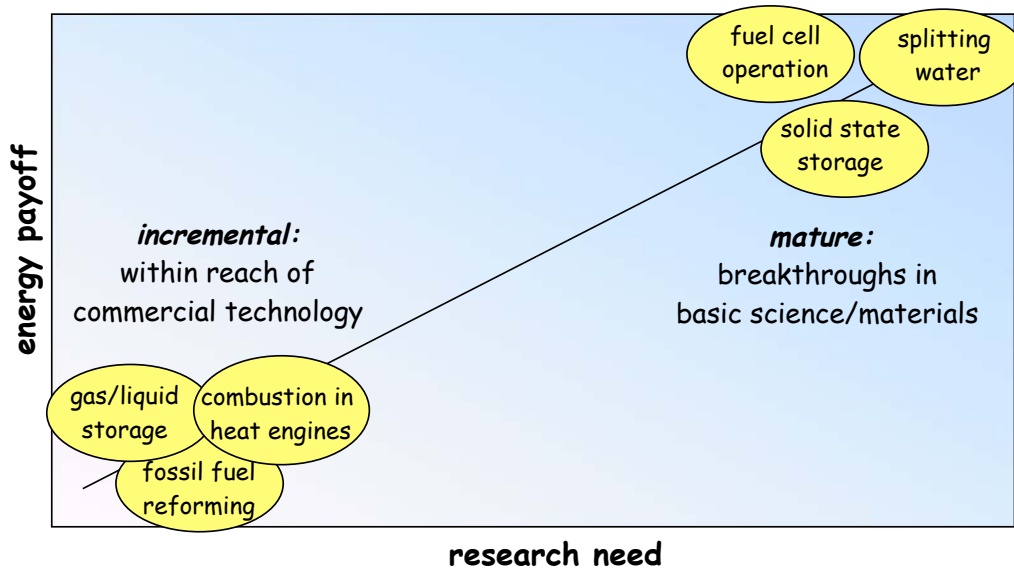 fuel cell
operation
splitting
water
solid state
storage
energy payoff
incremental:
within reach of
commercial technology
mature:
breakthroughs in
basic science/materials
gas/liquid
storage
combustion in
heat engines
fossil fuel
reforming
research need